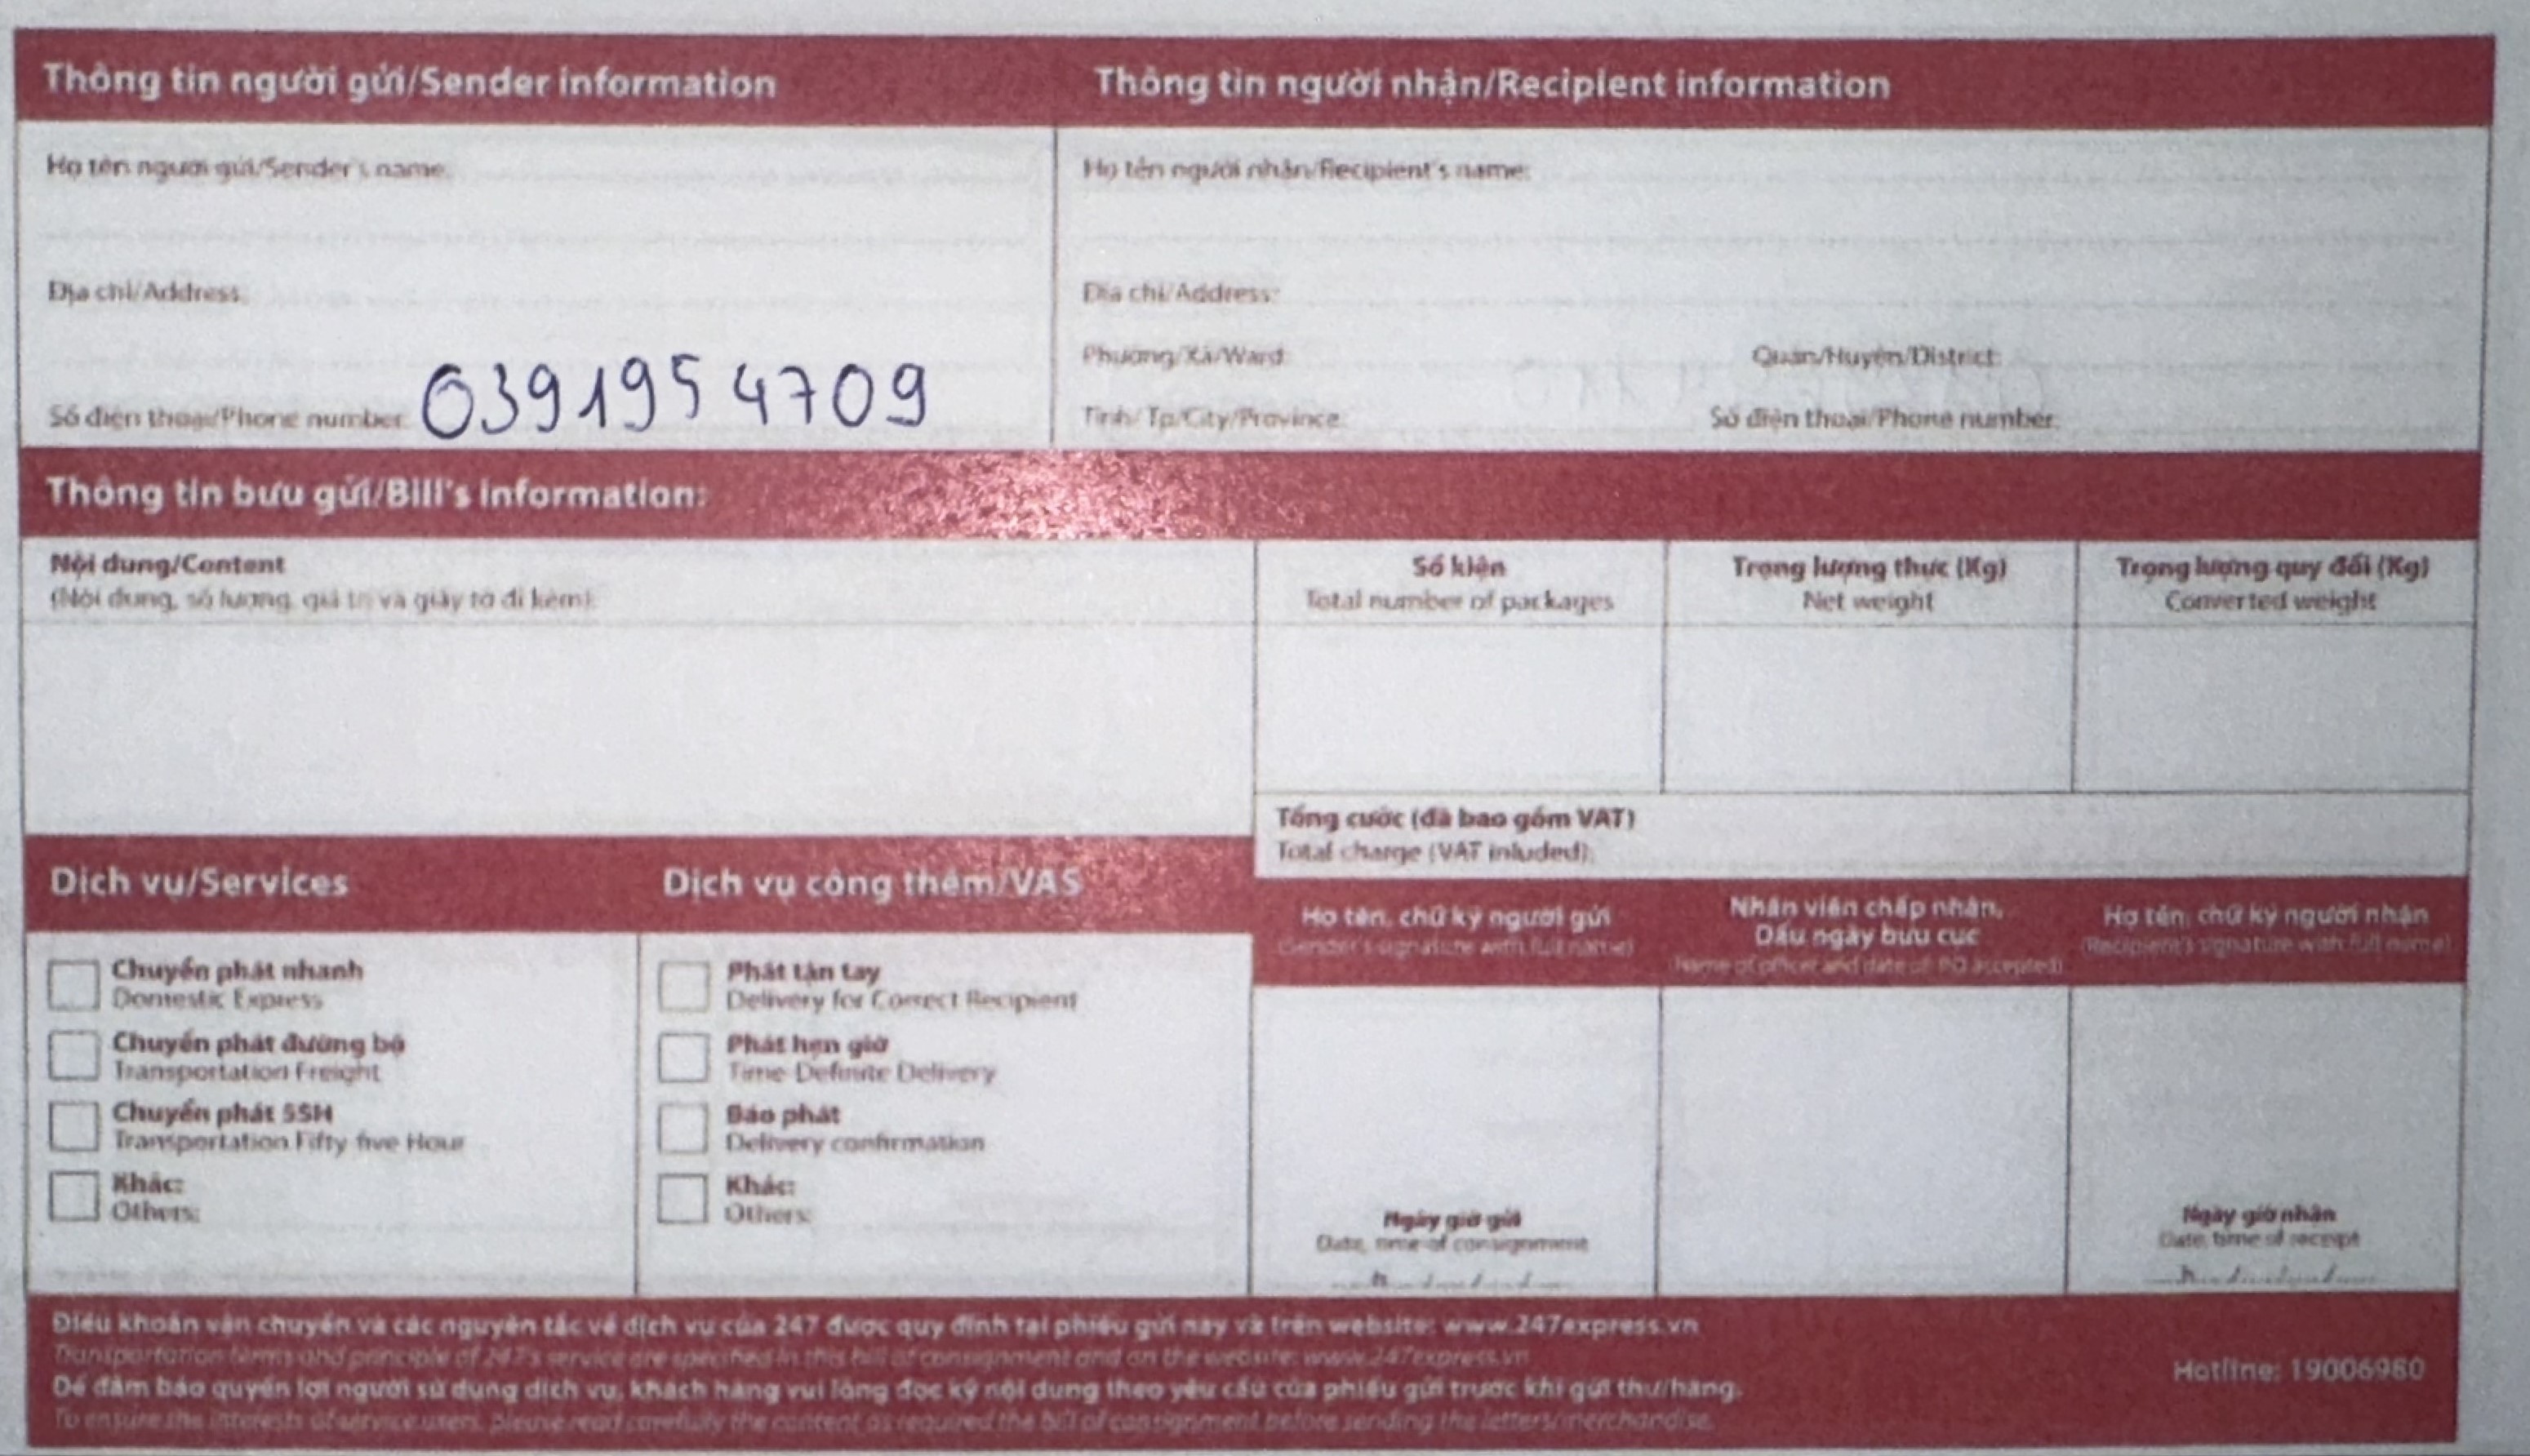 Thông tin người gửi/Sender information
Thông tin người nhận/Recipient information
Họ tên người gửi/Sender's name:
Họ tên người nhận/Recipient's name:
Địa chỉ/Address:
Địa chỉ/Address:
Phường/Xã/Ward:
Quận/Huyện/District:
Số điện thoại/Phone number: 0391954709
Tỉnh/Tp/City/Province:
Số điện thoại/Phone number:
Thông tin bưu gửi/Bill's information:
Nội dung/Content
(Nội dung, số lượng, giá trị và giấy tờ đi kèm):
Số kiện
Total number of packages
Trọng lượng thực (Kg)
Net weight
Trọng lượng quy đổi (Kg)
Converted weight
Tổng cước (đã bao gồm VAT)
Total charge (VAT inluded):
Dịch vụ/Services
Dịch vụ cộng thêm/VAS
Họ tên, chữ ký người gửi
(Sender's signature with full name)
Nhân viên chấp nhận,
Dấu ngày bưu cục
(Name of officer and date of PO accepted)
Họ tên, chữ ký người nhận
(Recipient's signature with full name)
Chuyển phát nhanh
Domestic Express
Chuyển phát đường bộ
Transportation Freight
Chuyển phát 55H
Transportation Fifty five Hour
Khác:
Others:
Phát tận tay
Delivery for Correct Recipient
Phát hẹn giờ
Time Definite Delivery
Báo phát
Delivery confirmation
Khác:
Others:
Ngày giờ gửi
Date, time of consignment
.....h...../...../...../.....
Ngày giờ nhận
Date, time of receipt
.....h...../...../...../.....
Điều khoản vận chuyển và các nguyên tắc về dịch vụ của 247 được quy định tại phiếu gửi này và trên website: www.247express.vn
Transportation terms and principle of 247's service are specified in this bill of consignment and on the website: www.247express.vn
Để đảm bảo quyền lợi người sử dụng dịch vụ, khách hàng vui lòng đọc kỹ nội dung theo yêu cầu của phiếu gửi trước khi gửi thư/hàng.
To ensure the interests of service users, please read carefully the content as required the bill of consignment before sending the letters/merchandise.
Hotline: 19006980